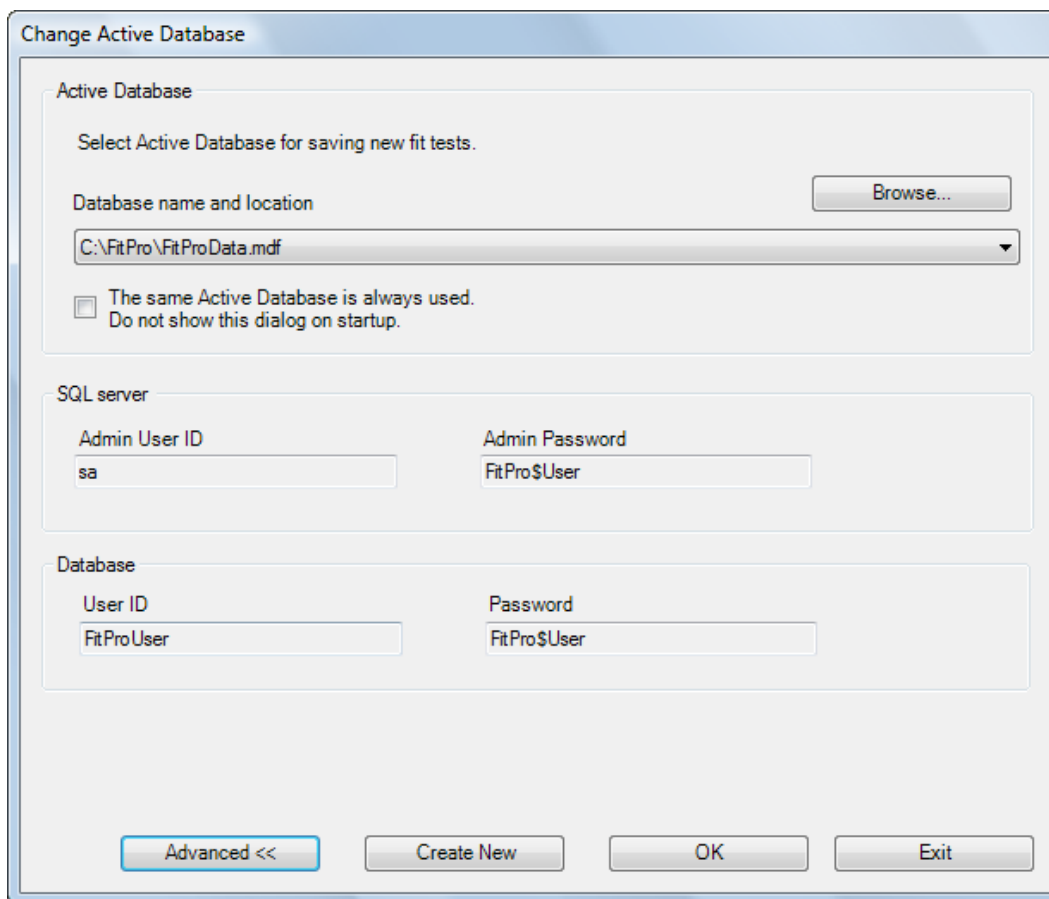 Change Active Database
Active Database
Select Active Database for saving new fit tests.
Browse...
Database name and location
C:\FitPro\FitProData.mdf
The same Active Database is always used.
Do not show this dialog on startup.
SQL server
Admin User ID
Admin Password
sa
FitPro$User
Database
User ID
Password
FitProUser
FitPro$User
Advanced <<
Create New
OK
Exit